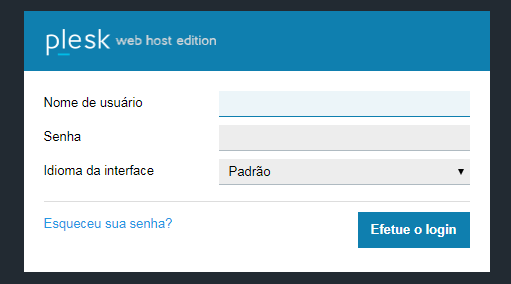 plesk web host edition
Nome de usuário
Senha
Idioma da interface Padrão
Esqueceu sua senha? Efetue o login